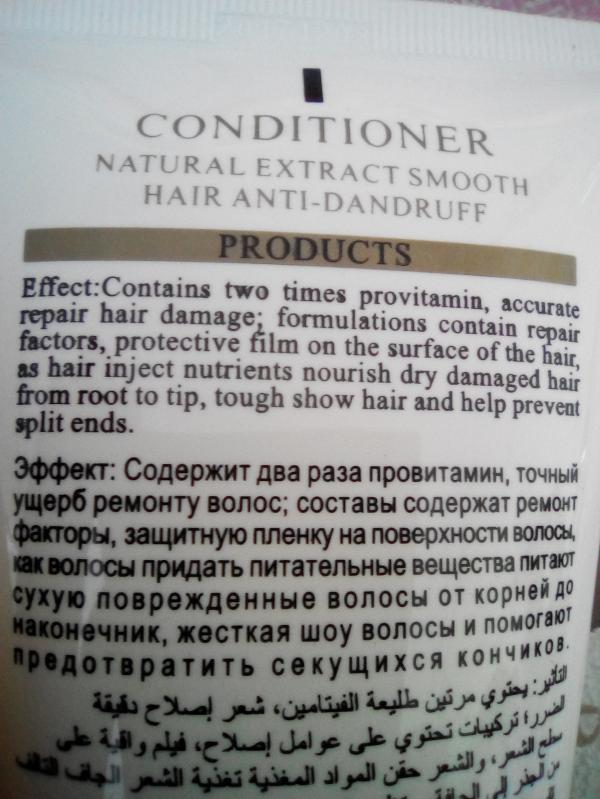 CONDITIONER
NATURAL EXTRACT SMOOTH
HAIR ANTI-DANDRUFF
PRODUCTS
Effect:Contains two times provitamin, accurate
repair hair damage; formulations contain repair
factors, protective film on the surface of the hair,
as hair inject nutrients nourish dry damaged hair
from root to tip, tough show hair and help prevent
split ends.
Эффект: Содержит два раза провитамин, точный
ущерб ремонту волос; составы содержат ремонт
факторы, защитную пленку на поверхности волосы,
как волосы придать питательные вещества питают
сухую поврежденные волосы от корней до
наконечник, жесткая шоу волосы и помогают
предотвратить секущихся кончиков.
التأثير: يحتوي مرتين طليعة الفيتامين، شعر إصلاح دقيقة
الضرر؛ تركيبات تحتوي على عوامل إصلاح، فيلم واقية على
سطح الشعر، والشعر حقن المواد المغذية تغذية الشعر الجاف التالف
من الجذر إلى الحافة